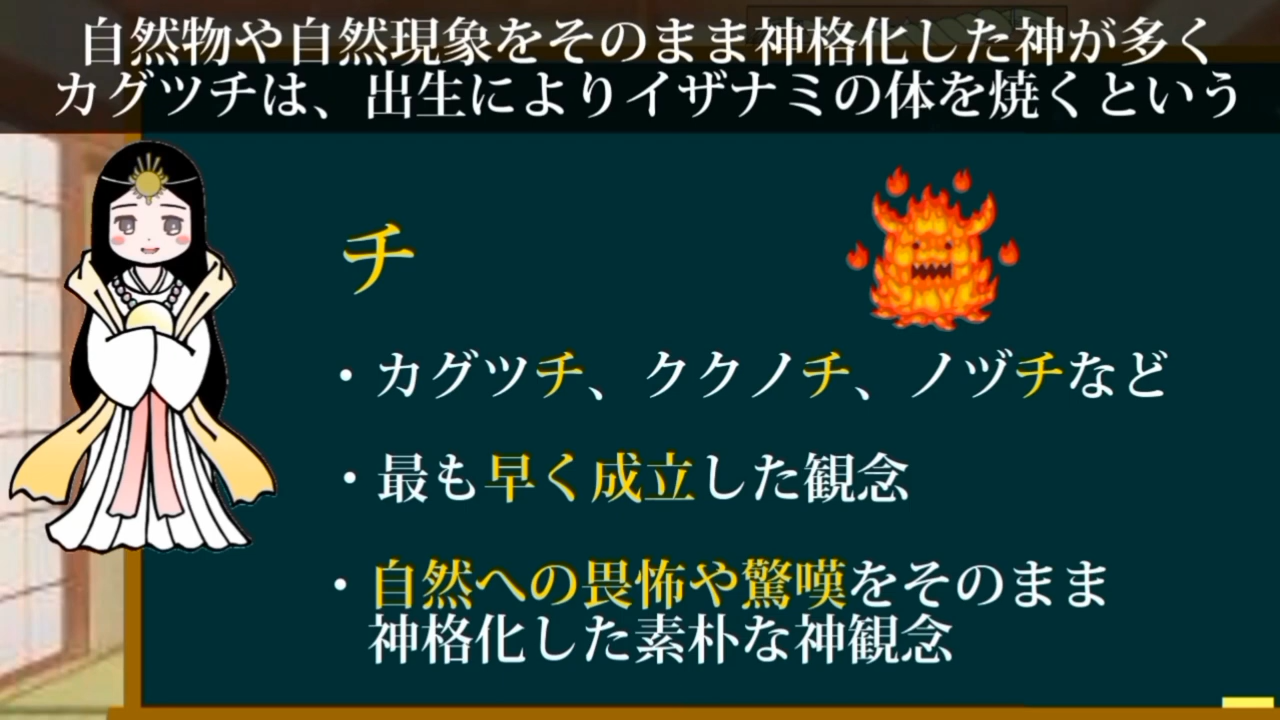 自然物や自然現象をそのまま神格化した神が多く
カグツチは、出生によりイザナミの体を焼くという
チ
・カグツチ、ククノチ、ノヅチなど
・最も早く成立した観念
・自然への畏怖や驚嘆をそのまま
神格化した素朴な神観念